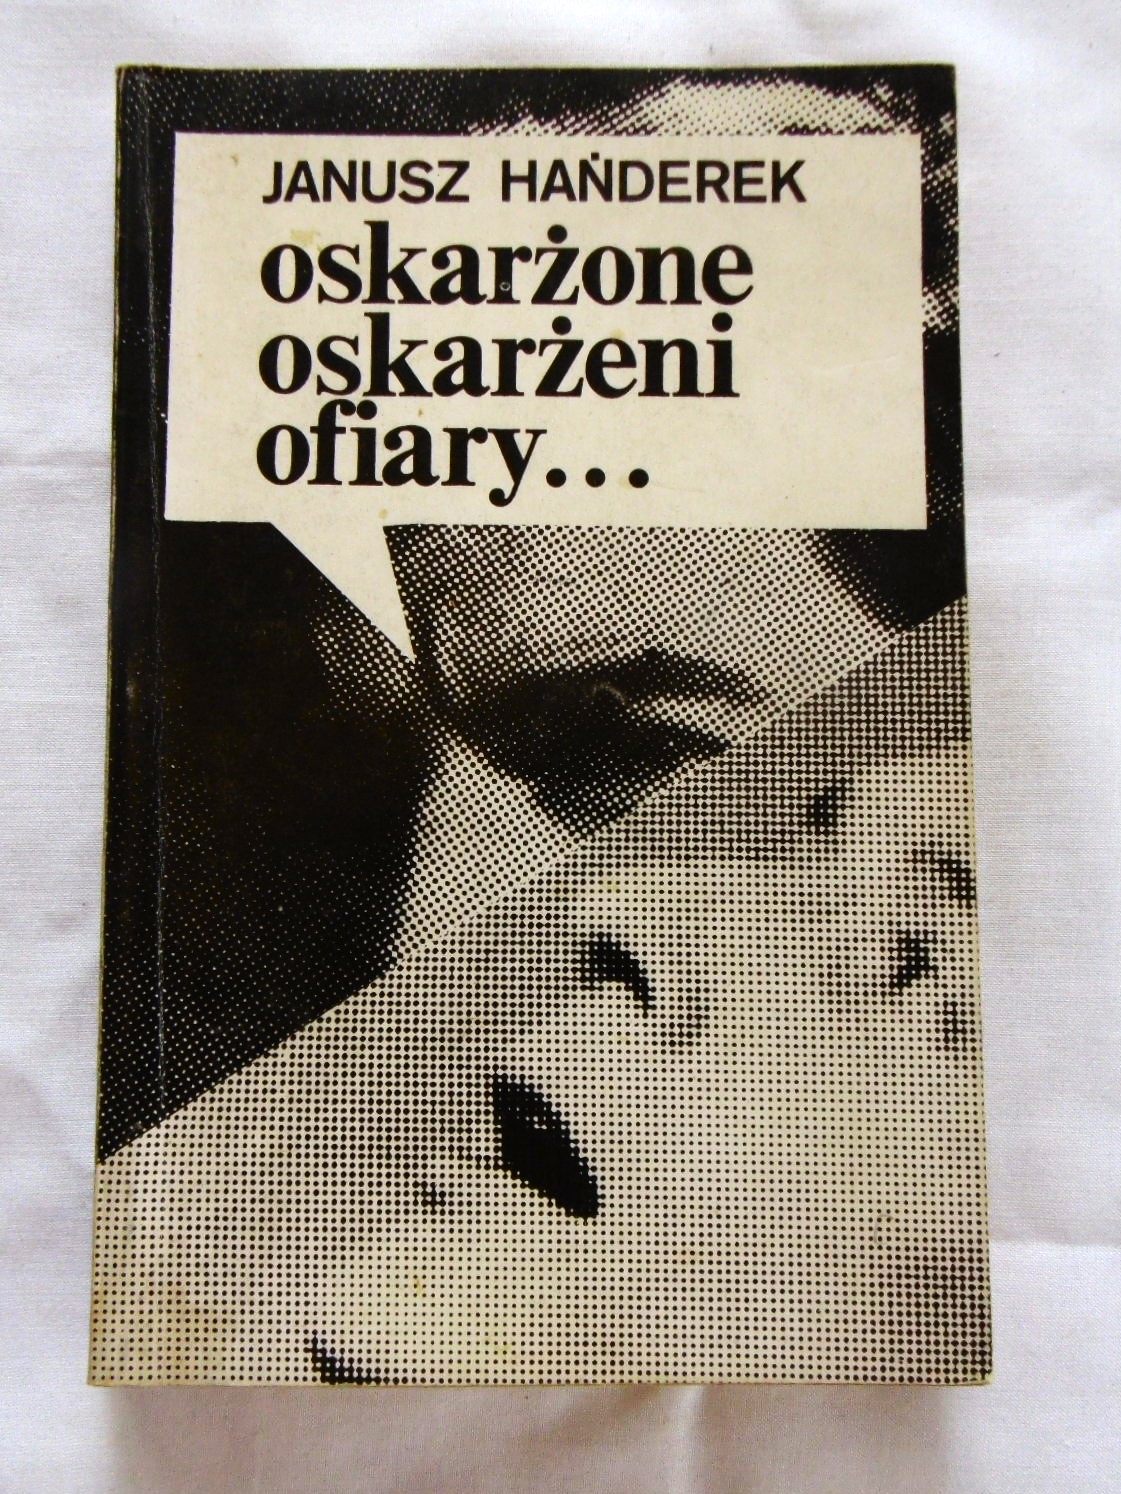 JANUSZ HAŃDEREK
oskarżone
oskarżeni
ofiary...